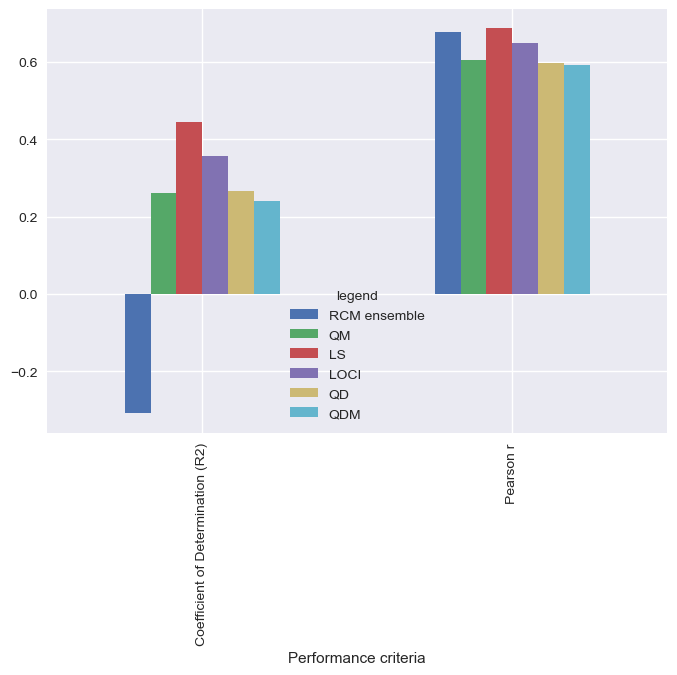 0.6
0.4
0.2
0.0
−0.2
legend
RCM ensemble
QM
LS
LOCI
QD
QDM
Coefficient of Determination (R2)
Pearson r
Performance criteria